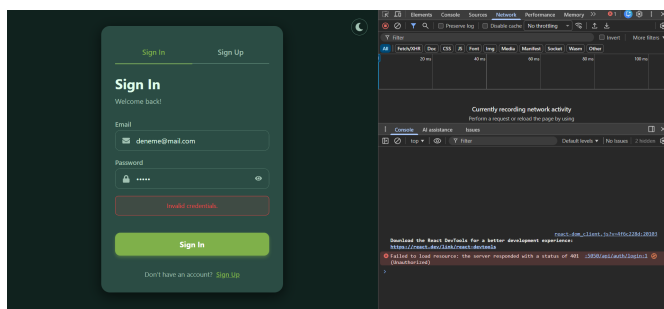 Sign In
Sign Up
Sign In
Welcome back!
Email
deneme@mail.com
Password
•••••
Invalid credentials.
Sign In
Don't have an account? Sign Up
Elements Console Sources Network Performance Memory
Preserve log Disable cache No throttling
Filter Invert More filters
All Fetch/XHR Doc CSS JS Font Img Media Manifest Socket Wasm Other
20 ms 40 ms 60 ms 80 ms 100 ms
Currently recording network activity
Perform a request or reload the page by using
Console AI assistance Issues
top Filter Default levels No Issues 2 hidden
Download the React DevTools for a better development experience:
https://react.dev/link/react-devtools
Failed to load resource: the server responded with a status of 401 :5050/api/auth/login:1
(Unauthorized)